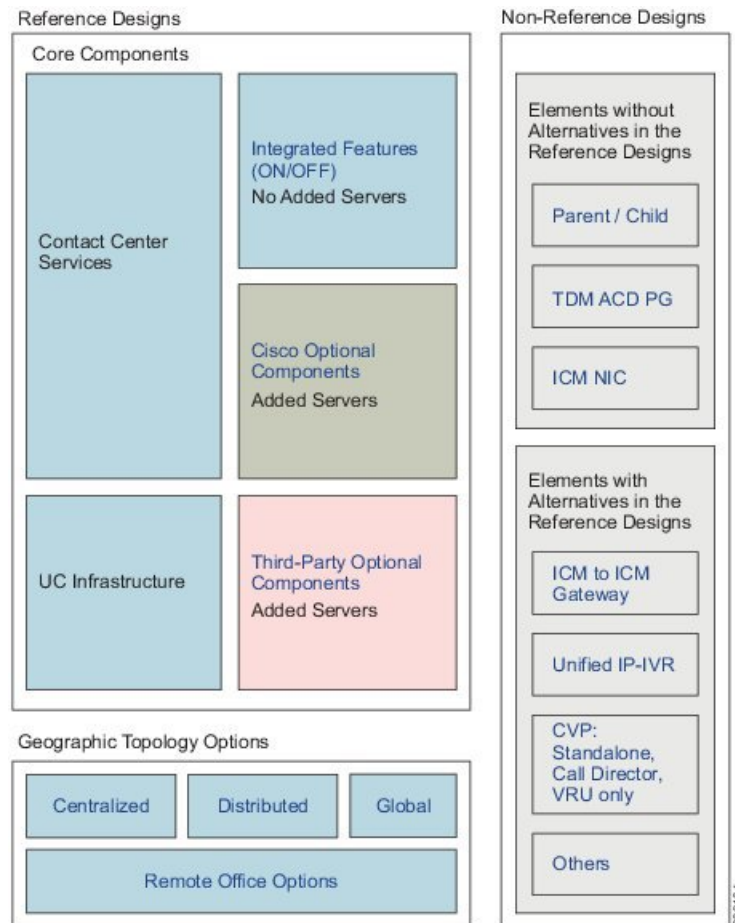 Reference Designs
Core Components
Contact Center
Services
Integrated Features
(ON/OFF)
No Added Servers
Cisco Optional
Components
Added Servers
UC Infrastructure
Third-Party Optional
Components
Added Servers
Geographic Topology Options
Centralized
Distributed
Global
Remote Office Options
Non-Reference Designs
Elements without
Alternatives in the
Reference Designs
Parent / Child
TDM ACD PG
ICM NIC
Elements with
Alternatives in the
Reference Designs
ICM to ICM
Gateway
Unified IP-IVR
CVP:
Standalone,
Call Director,
VRU only
Others